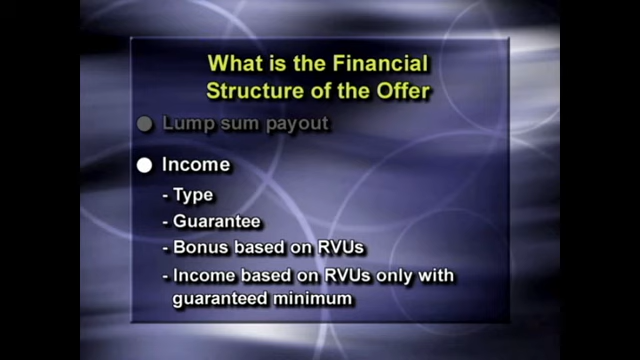 What is the Financial
Structure of the Offer
Lump sum payout
Income
- Type
- Guarantee
- Bonus based on RVUs
- Income based on RVUs only with
guaranteed minimum